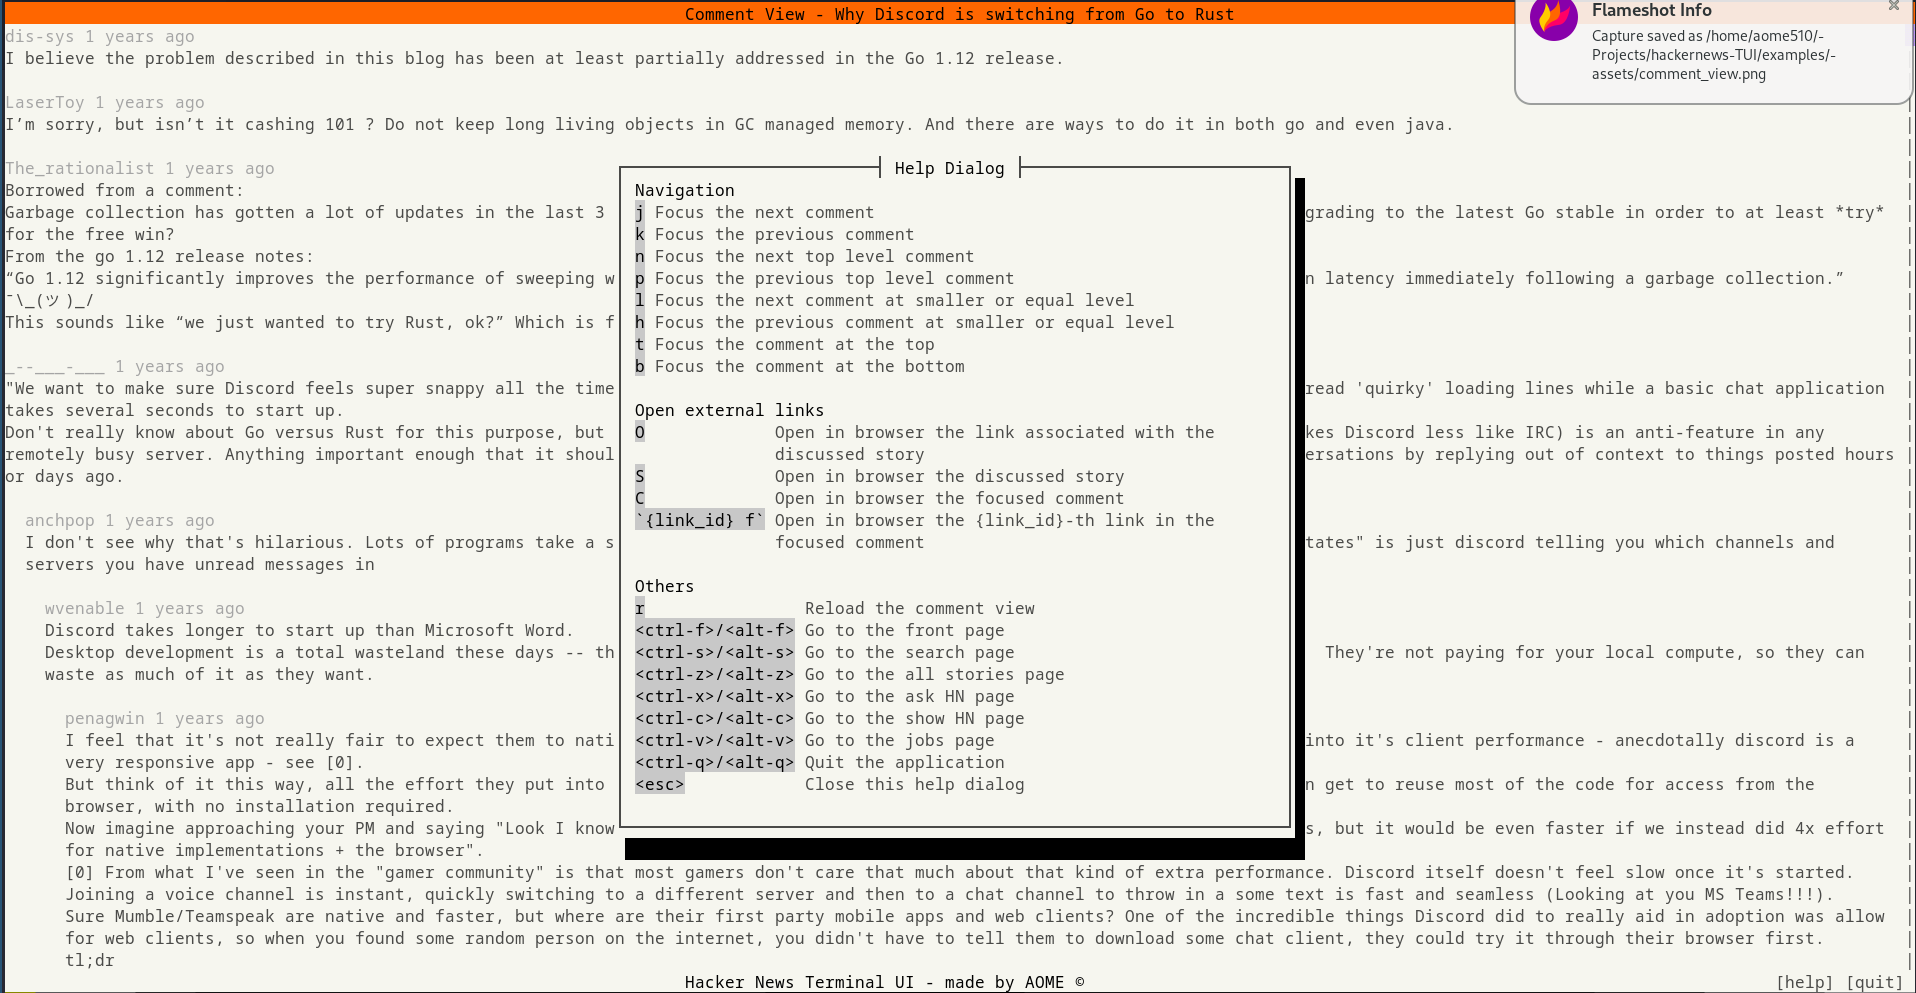 Comment View - Why Discord is switching from Go to Rust
Flameshot Info
Capture saved as /home/aome510/-
Projects/hackernews-TUI/examples/-
assets/comment_view.png
dis-sys 1 years ago
I believe the problem described in this blog has been at least partially addressed in the Go 1.12 release.
LaserToy 1 years ago
I’m sorry, but isn’t it cashing 101 ? Do not keep long living objects in GC managed memory. And there are ways to do it in both go and even java.
The_rationalist 1 years ago
Borrowed from a comment:
Garbage collection has gotten a lot of updates in the last 3 grading to the latest Go stable in order to at least *try*
for the free win?
From the go 1.12 release notes:
“Go 1.12 significantly improves the performance of sweeping w n latency immediately following a garbage collection.”
¯\_(ツ)_/
This sounds like “we just wanted to try Rust, ok?” Which is f
_--___-___ 1 years ago
"We want to make sure Discord feels super snappy all the time read 'quirky' loading lines while a basic chat application
takes several seconds to start up.
Don't really know about Go versus Rust for this purpose, but kes Discord less like IRC) is an anti-feature in any
remotely busy server. Anything important enough that it shoul ersations by replying out of context to things posted hours
or days ago.
anchpop 1 years ago
I don't see why that's hilarious. Lots of programs take a s tates" is just discord telling you which channels and
servers you have unread messages in
wvenable 1 years ago
Discord takes longer to start up than Microsoft Word.
Desktop development is a total wasteland these days -- th They're not paying for your local compute, so they can
waste as much of it as they want.
penagwin 1 years ago
I feel that it's not really fair to expect them to nati into it's client performance - anecdotally discord is a
very responsive app - see [0].
But think of it this way, all the effort they put into n get to reuse most of the code for access from the
browser, with no installation required.
Now imagine approaching your PM and saying "Look I know s, but it would be even faster if we instead did 4x effort
for native implementations + the browser".
[0] From what I've seen in the "gamer community" is that most gamers don't care that much about that kind of extra performance. Discord itself doesn't feel slow once it's started.
Joining a voice channel is instant, quickly switching to a different server and then to a chat channel to throw in a some text is fast and seamless (Looking at you MS Teams!!!).
Sure Mumble/Teamspeak are native and faster, but where are their first party mobile apps and web clients? One of the incredible things Discord did to really aid in adoption was allow
for web clients, so when you found some random person on the internet, you didn't have to tell them to download some chat client, they could try it through their browser first.
tl;dr
Help Dialog
Navigation
j Focus the next comment
k Focus the previous comment
n Focus the next top level comment
p Focus the previous top level comment
l Focus the next comment at smaller or equal level
h Focus the previous comment at smaller or equal level
t Focus the comment at the top
b Focus the comment at the bottom
Open external links
O Open in browser the link associated with the
discussed story
S Open in browser the discussed story
C Open in browser the focused comment
`{link_id} f` Open in browser the {link_id}-th link in the
focused comment
Others
r Reload the comment view
<ctrl-f>/<alt-f> Go to the front page
<ctrl-s>/<alt-s> Go to the search page
<ctrl-z>/<alt-z> Go to the all stories page
<ctrl-x>/<alt-x> Go to the ask HN page
<ctrl-c>/<alt-c> Go to the show HN page
<ctrl-v>/<alt-v> Go to the jobs page
<ctrl-q>/<alt-q> Quit the application
<esc> Close this help dialog
Hacker News Terminal UI - made by AOME ©
[help] [quit]